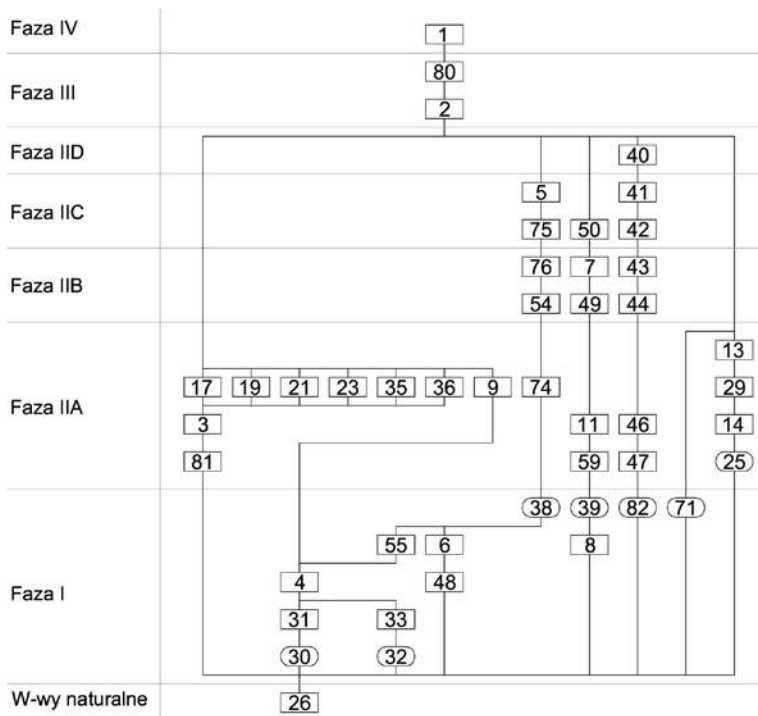 Faza IV
1
80
Faza III
2
Faza IID
40
5 41
Faza IIC
75 50 42
76 7 43
Faza IIB
54 49 44
13
17 19 21 23 35 36 9 74 29
Faza IIA
3 11 46 14
81 59 47 25
38 39 82 71
55 6 8
4 48
Faza I
31 33
30 32
W-wy naturalne
26